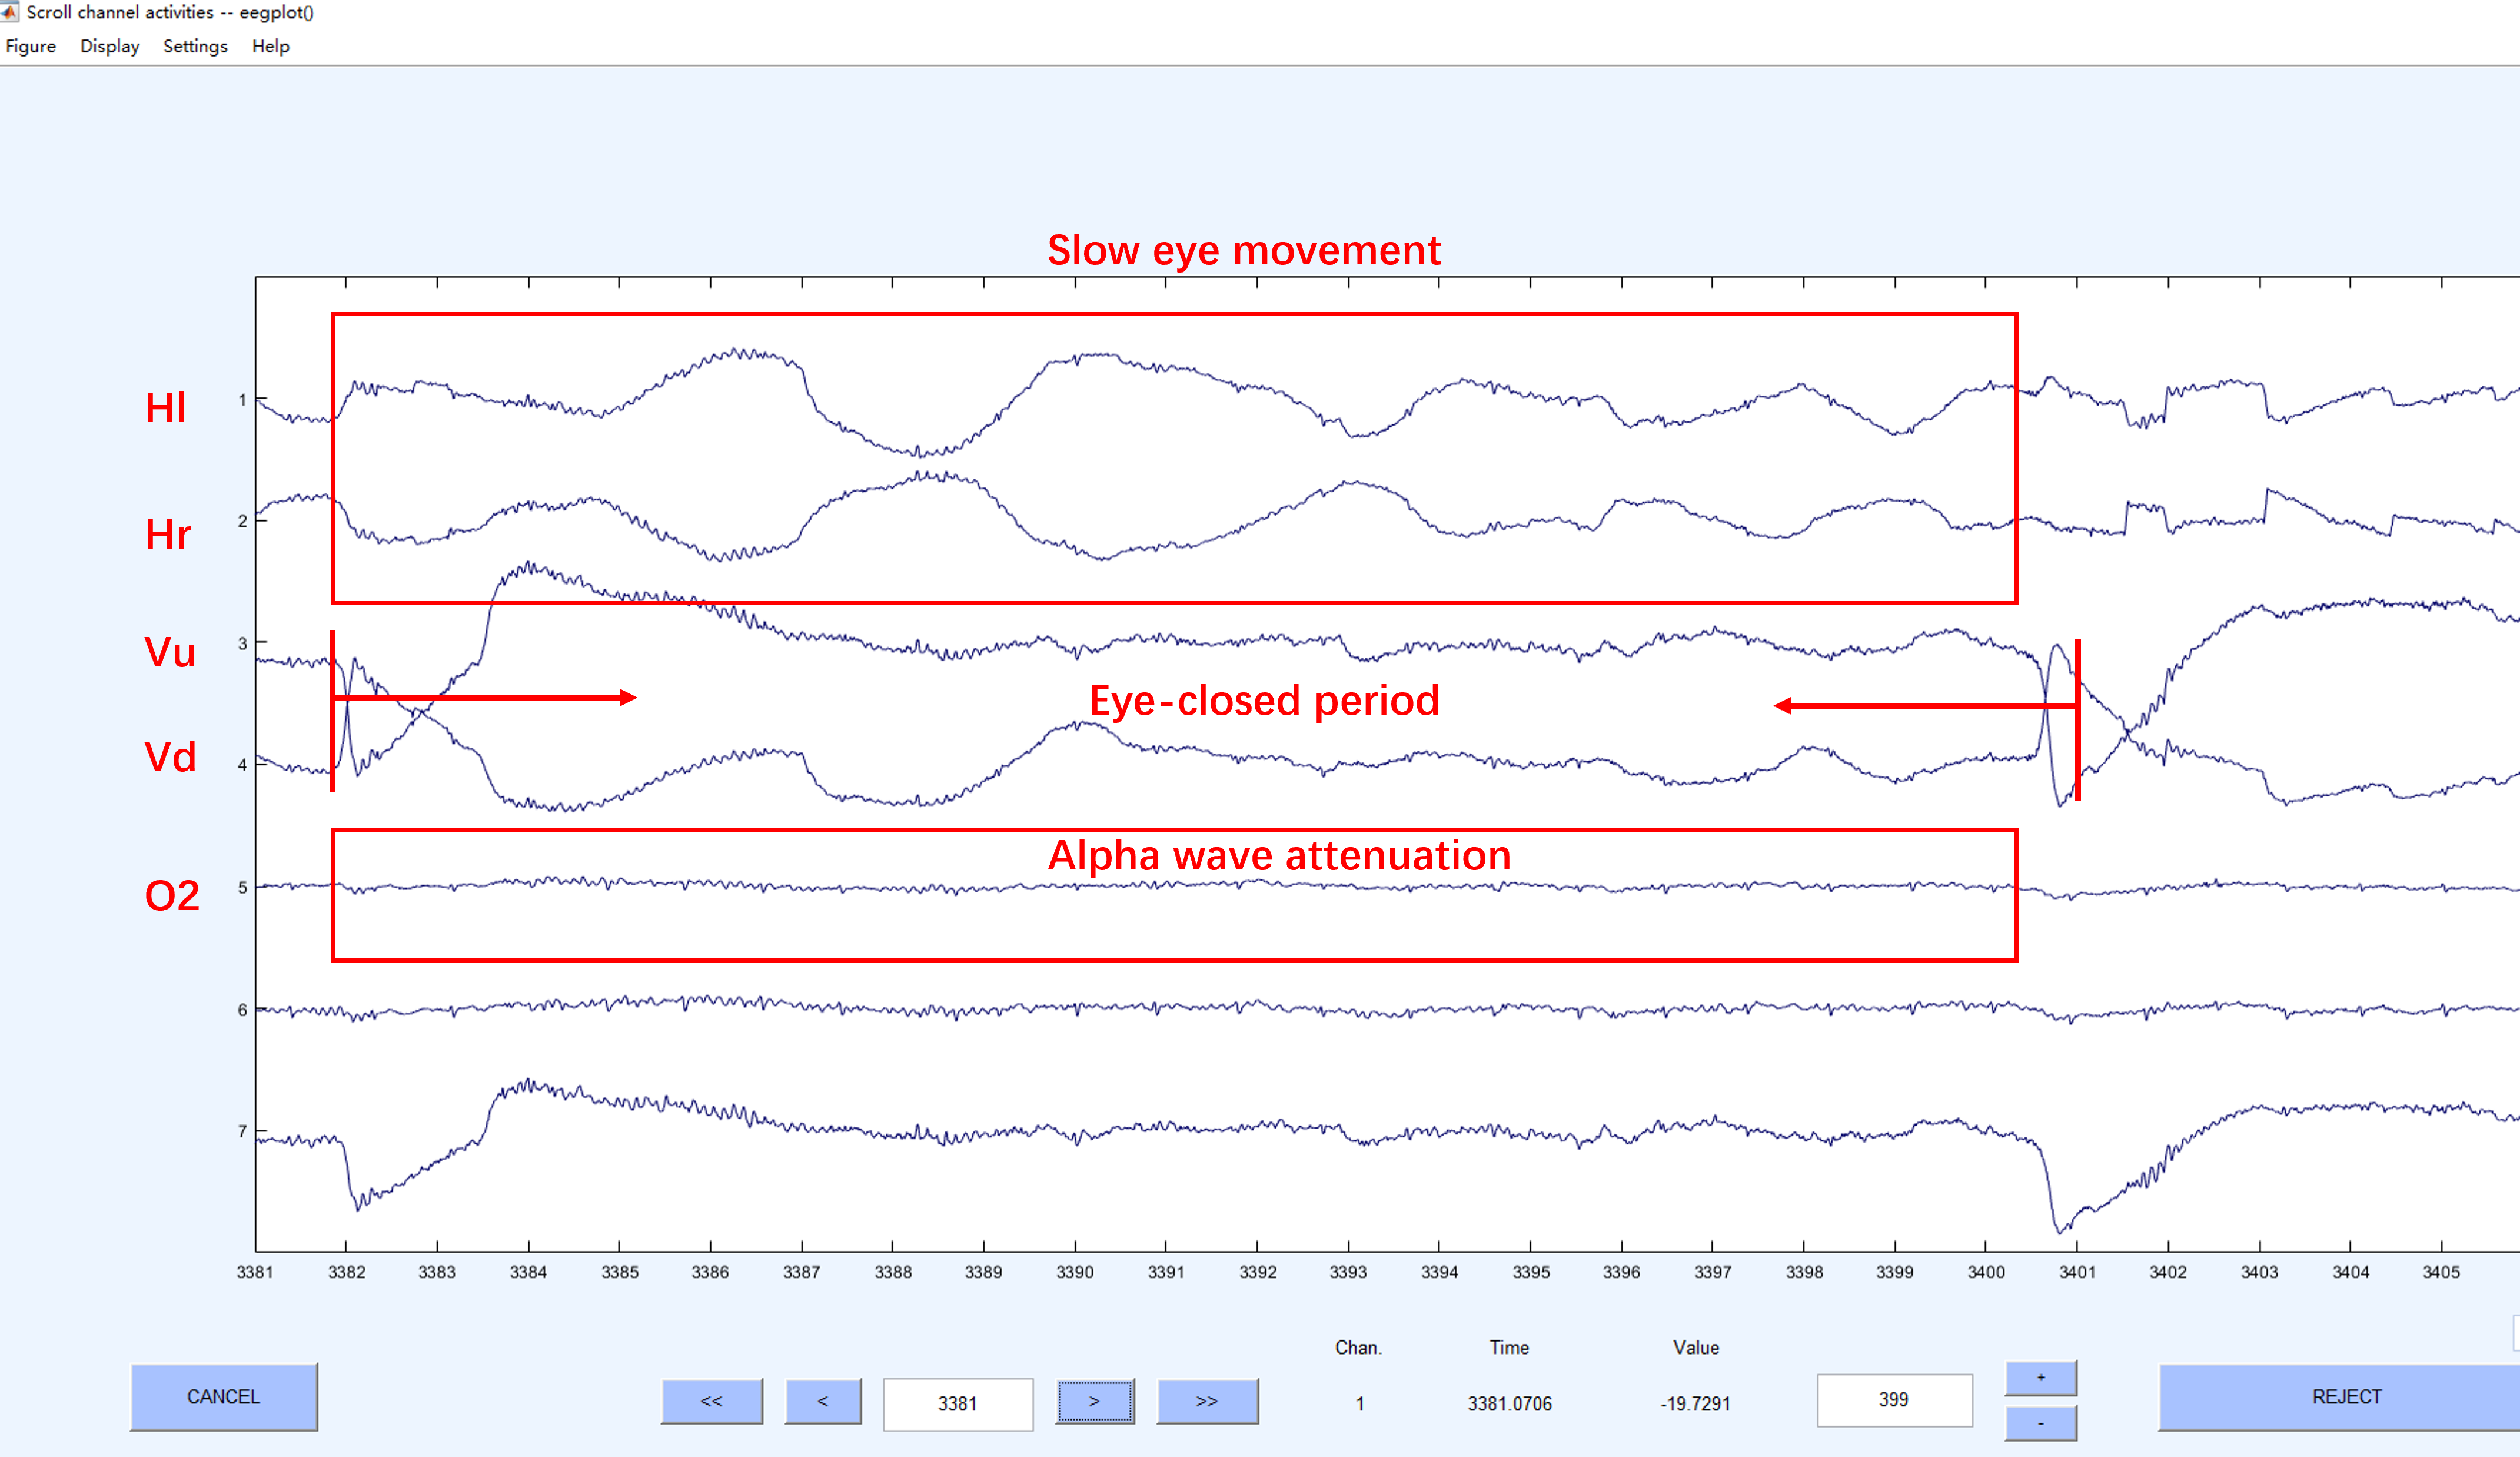 Scroll channel activities -- eegplot()
Figure Display Settings Help
Slow eye movement
Hl 1
Hr 2
Vu 3
Eye-closed period
Vd 4
Alpha wave attenuation
O2 5
6
7
3381 3382 3383 3384 3385 3386 3387 3388 3389 3390 3391 3392 3393 3394 3395 3396 3397 3398 3399 3400 3401 3402 3403 3404 3405
Chan. Time Value
CANCEL << < 3381 > >> 1 3381.0706 -19.7291 399 + - REJECT